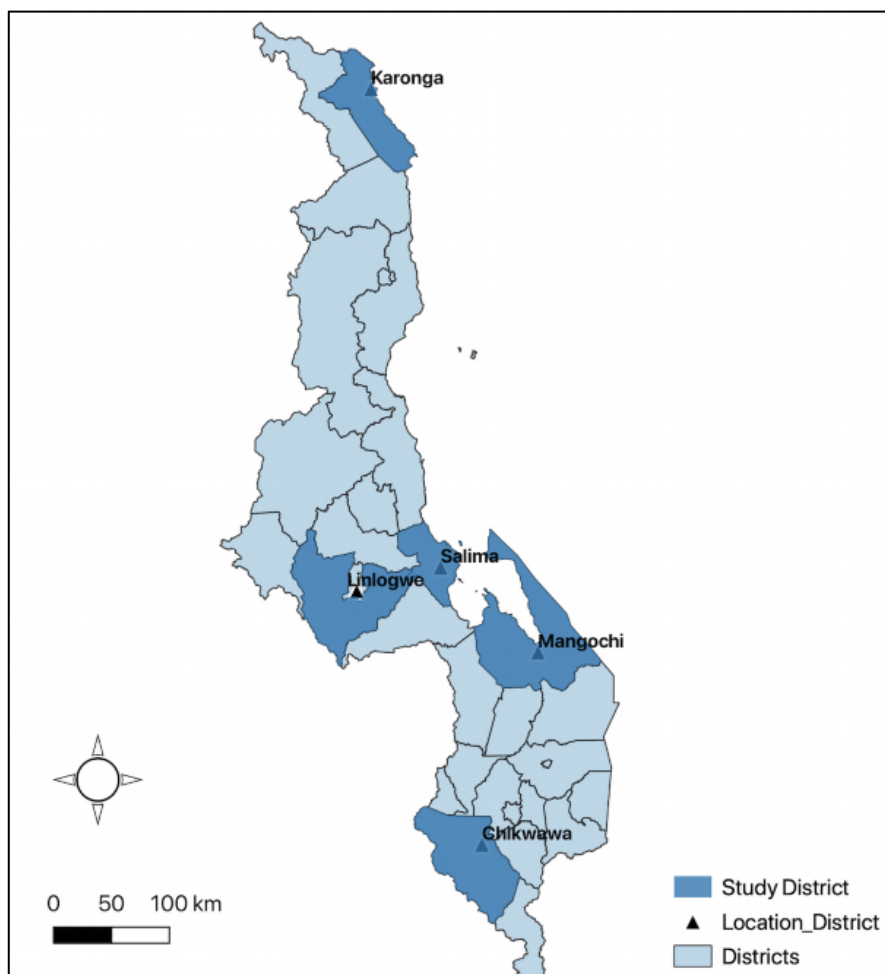 Karonga
Salima
Linlogwe
Mangochi
Chikwawa
0 50 100 km
Study District
Location_District
Districts